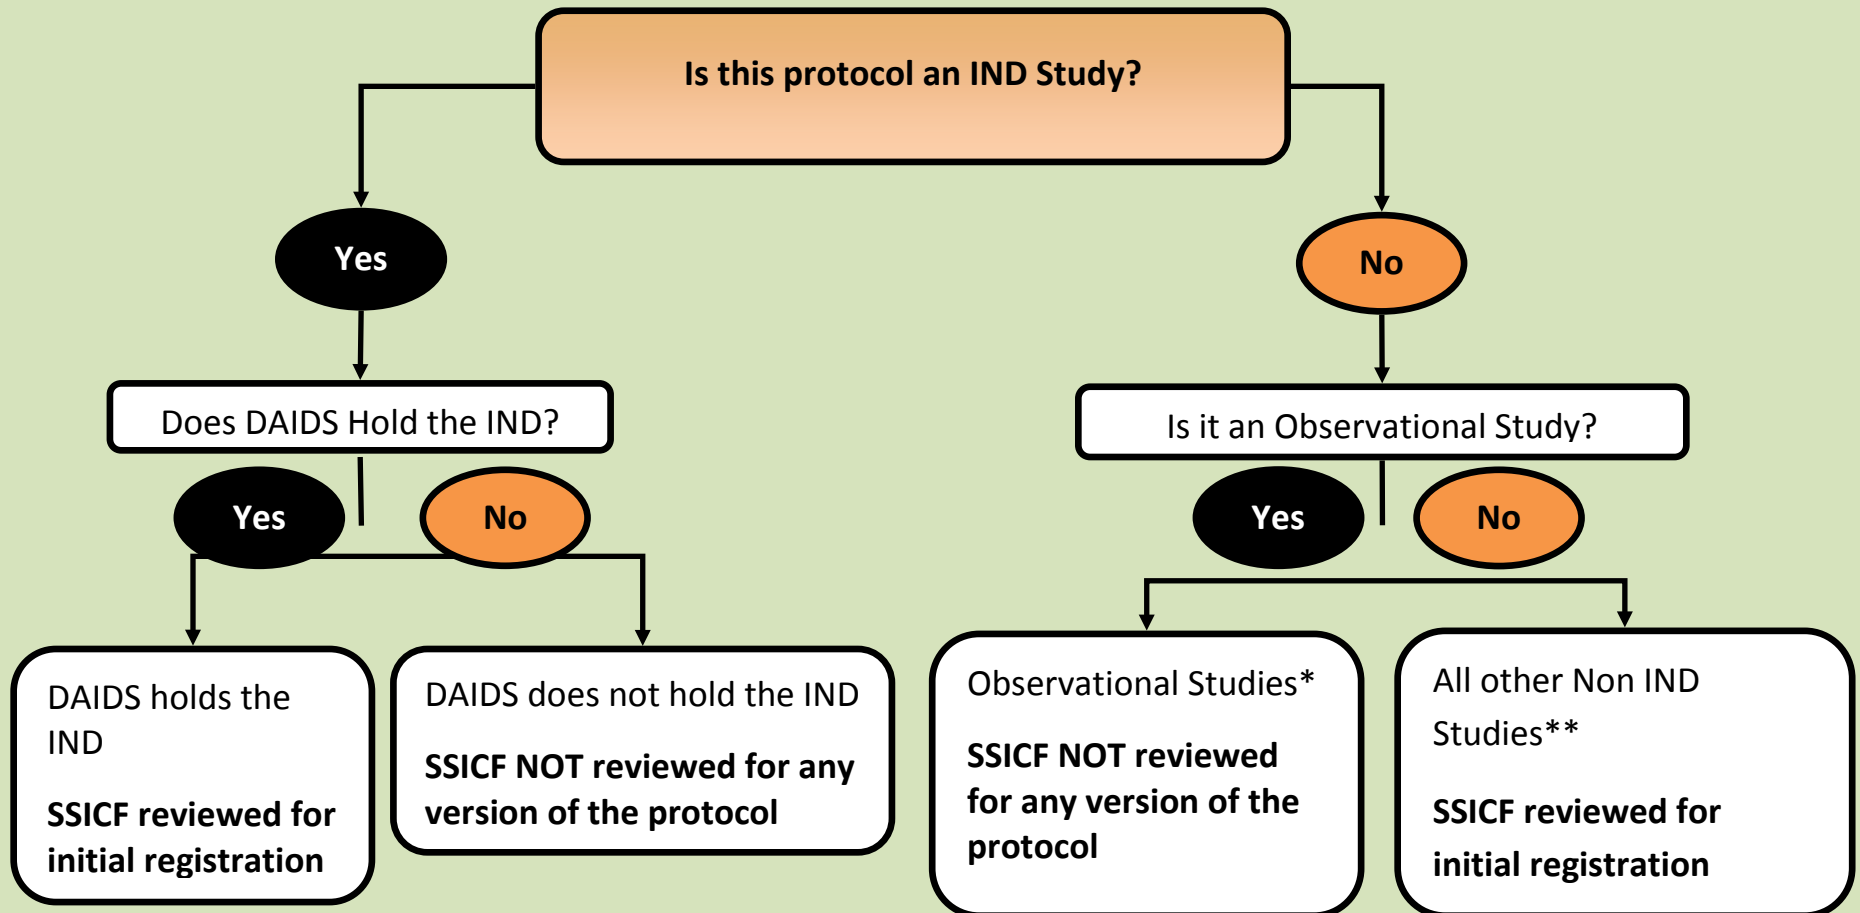 Is this protocol an IND Study?
Yes
No
Does DAIDS Hold the IND?
Is it an Observational Study?
Yes
No
Yes
No
DAIDS holds the
IND
SSICF reviewed for
initial registration
DAIDS does not hold the IND
SSICF NOT reviewed for any
version of the protocol
Observational Studies*
SSICF NOT reviewed
for any version of the
protocol
All other Non IND
Studies**
SSICF reviewed for
initial registration